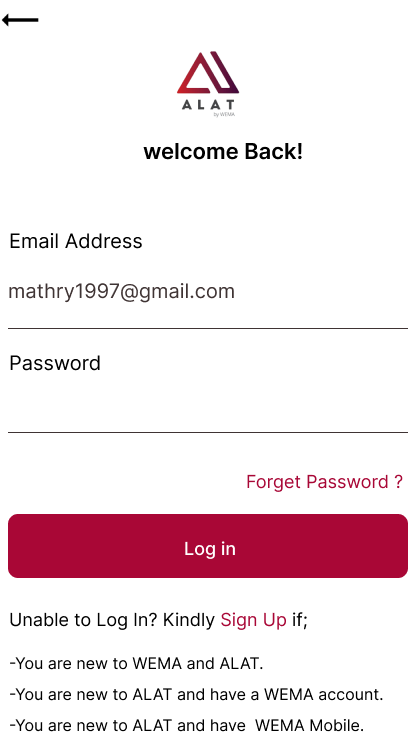 ALAT
by WEMA
welcome Back!
Email Address
mathry1997@gmail.com
Password
Forget Password ?
Log in
Unable to Log In? Kindly Sign Up if;
-You are new to WEMA and ALAT.
-You are new to ALAT and have a WEMA account.
-You are new to ALAT and have  WEMA Mobile.